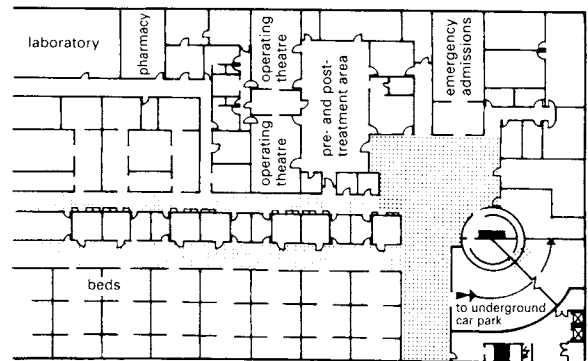 laboratory
pharmacy
operating
theatre
operating
theatre
pre- and post-
treatment area
emergency
admissions
beds
to underground
car park